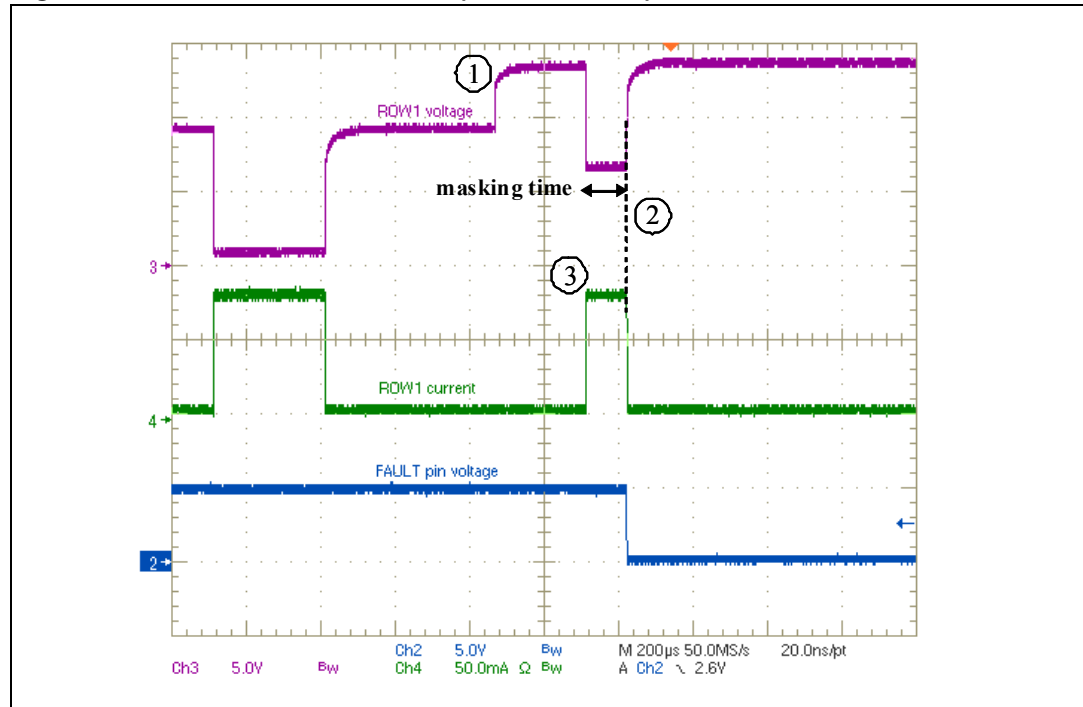 1
ROW1 voltage
masking time
2
3
3
ROW1 current
4
FAULT pin voltage
2
Ch2 5.0V Bw M 200µs 50.0MS/s 20.0ns/pt
Ch3 5.0V Bw Ch4 50.0mA Ω Bw A Ch2 2.6V